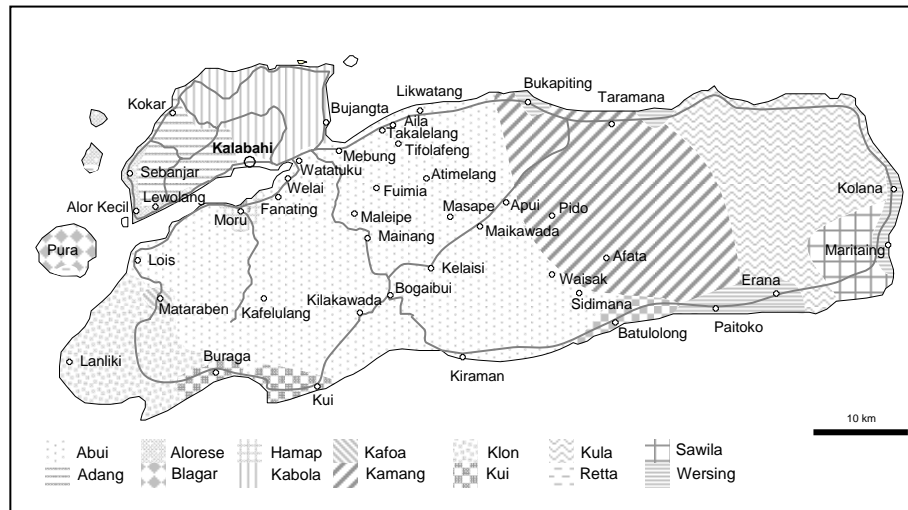 Likwatang
Bukapiting
Taramana
Kokar
Bujangta
Aila
Takalelang
Kalabahi
Mebung
Tifolafeng
Sebanjar
Watatuku
Atimelang
Welai
Kolana
Lewolang
Fuimia
Alor Kecil
Fanating
Apui
Pido
Moru
Maleipe
Masape
Maikawada
Pura
Mainang
Maritaing
Lois
Afata
Kelaisi
Waisak
Bogaibui
Erana
Mataraben
Kafelulang
Kilakawada
Sidimana
Batulolong
Paitoko
Lanliki
Buraga
Kiraman
Kui
10 km
Abui Alorese Hamap Kafoa Klon Kula Sawila
Adang Blagar Kabola Kamang Kui Retta Wersing